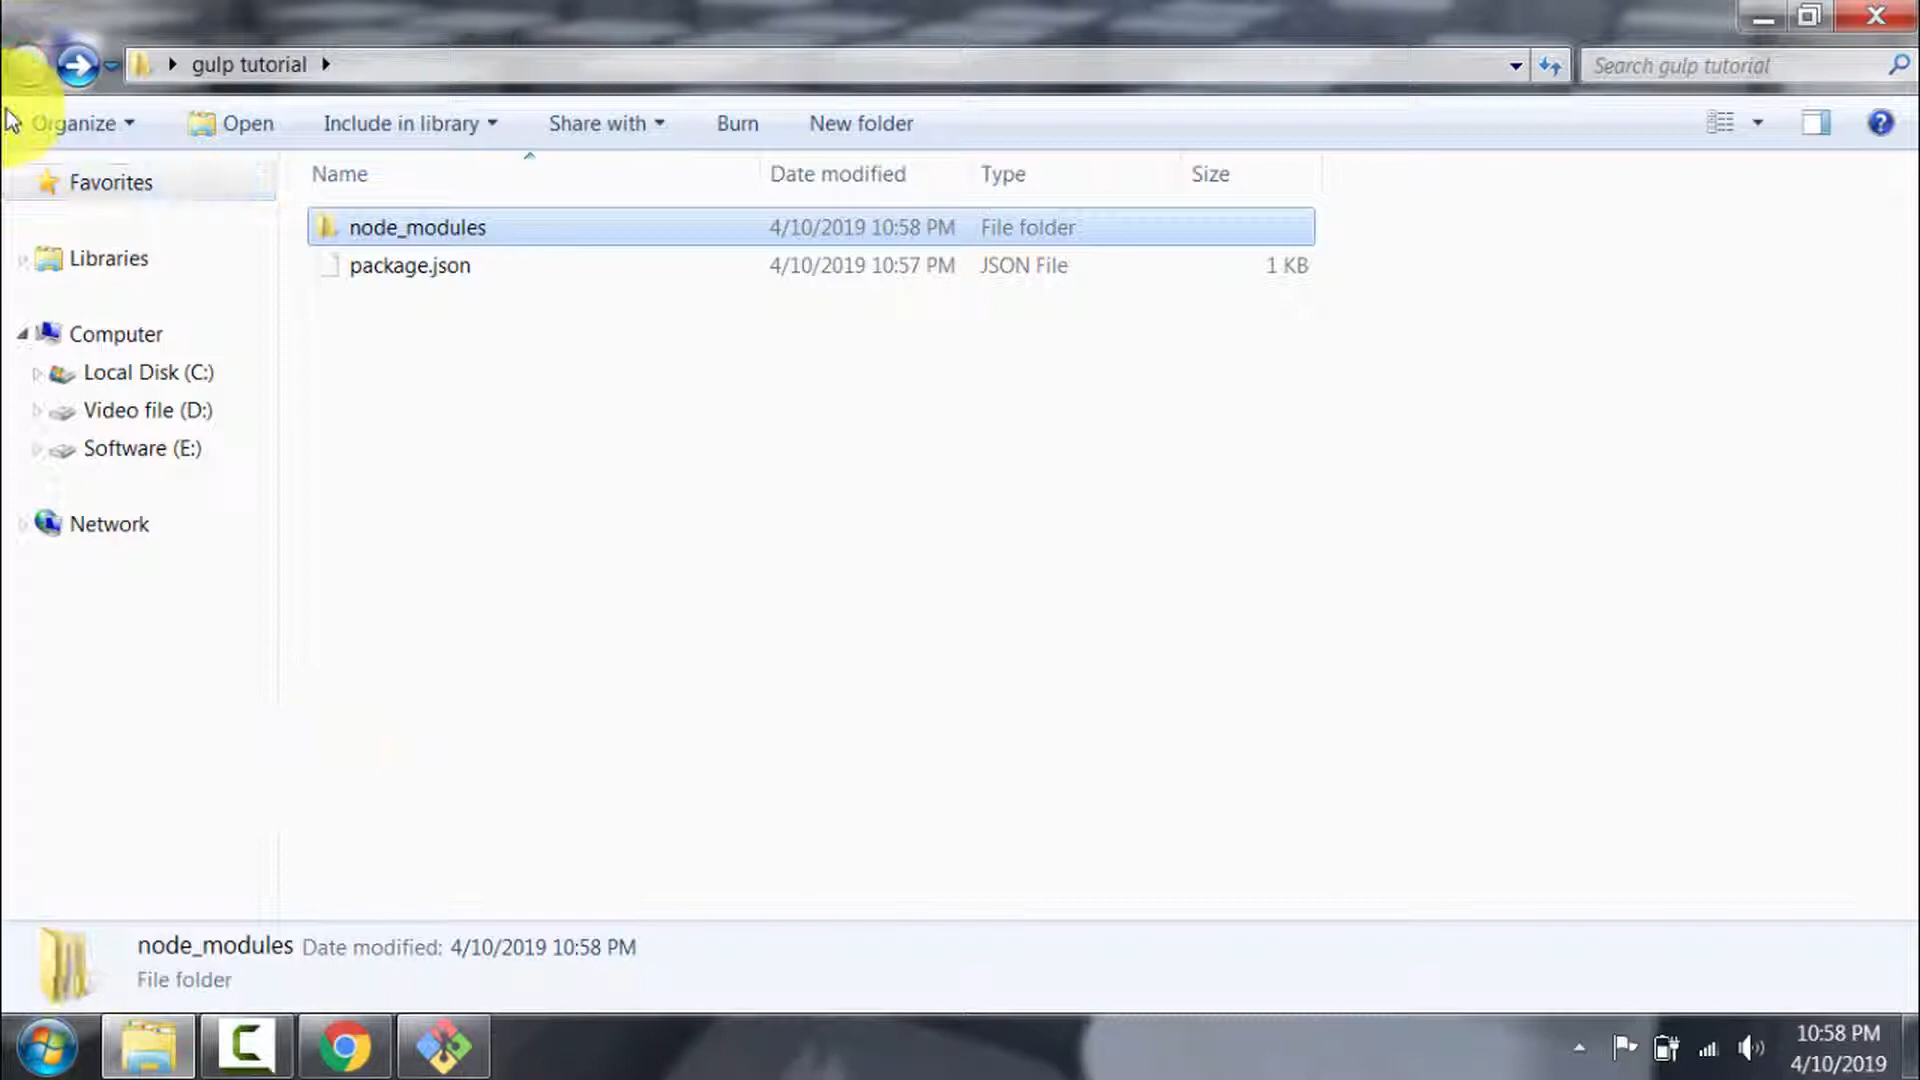 gulp tutorial
Search gulp tutorial
Organize Open Include in library Share with Burn New folder
Favorites
Libraries
Computer
Local Disk (C:)
Video file (D:)
Software (E:)
Network
Name Date modified Type Size
node_modules 4/10/2019 10:58 PM File folder
package.json 4/10/2019 10:57 PM JSON File 1 KB
node_modules Date modified: 4/10/2019 10:58 PM
File folder
10:58 PM
4/10/2019